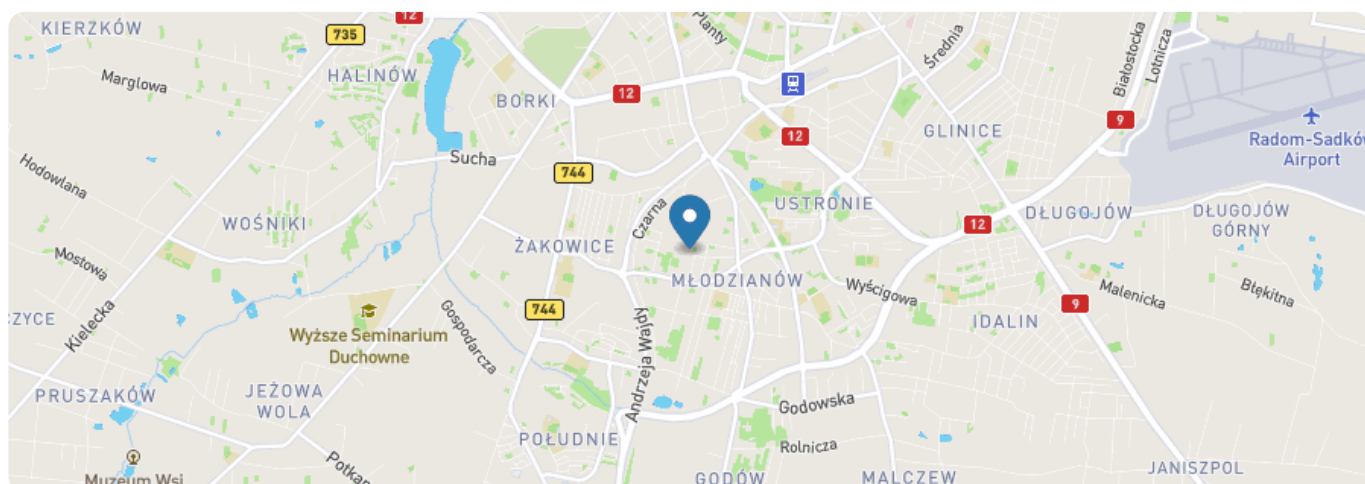 12
KIERZKÓW
735
Planty
Średnia
Białostocka
Lotnicza
Marglowa
HALINÓW
BORKI
12
12
9
GLINICE
Radom-Sadków
Airport
Sucha
744
Hodowlana
WOŚNIKI
Czarna
USTRONIE
12
DŁUGOJÓW
DŁUGOJÓW
GÓRNY
ŻAKOWICE
Mostowa
MŁODZIANÓW
Wyścigowa
9
Malenicka
Błękitna
CZYCE
Kielecka
Wyższe Seminarium
Duchowne
Gospodarcza
744
Andrzeja Wajdy
IDALIN
PRUSZAKÓW
JEŻOWA
WOLA
Godowska
POŁUDNIE
Rolnicza
Potkan
JANISZPOL
Muzeum Wsi
GODÓW
MALCZEW